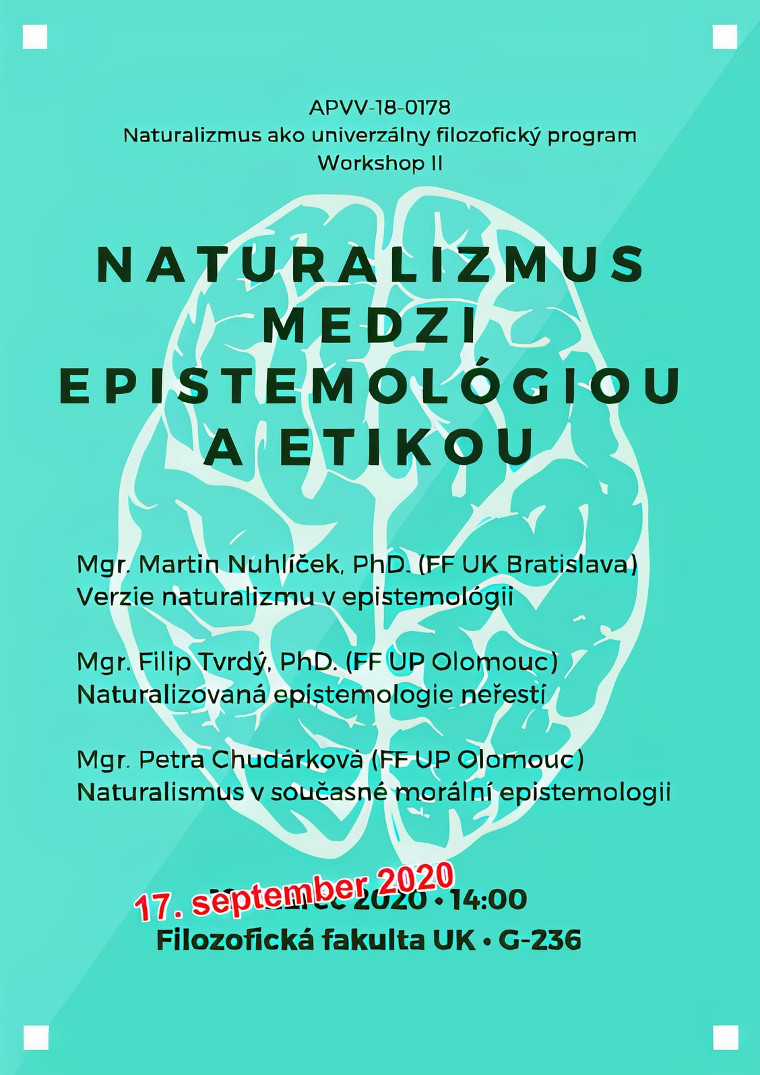 APVV-18-0178
Naturalizmus ako univerzálny filozofický program
Workshop II
NATURALIZMUS
MEDZI
EPISTEMOLÓGIOU
A ETIKOU
Mgr. Martin Nuhlíček, PhD. (FF UK Bratislava)
Verzie naturalizmu v epistemológii
Mgr. Filip Tvrdý, PhD. (FF UP Olomouc)
Naturalizovaná epistemologie neřestí
Mgr. Petra Chudárková (FF UP Olomouc)
Naturalismus v současné morální epistemologii
17. september 2020
2020 • 14:00
Filozofická fakulta UK • G-236